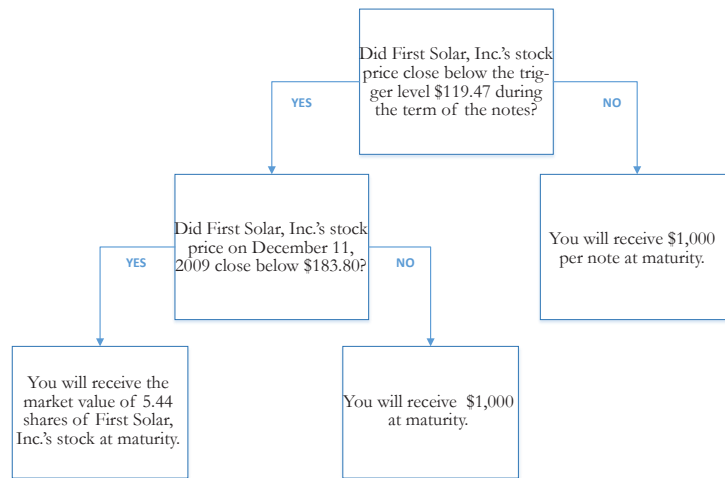 Did First Solar, Inc.'s stock
price close below the trig-
ger level $119.47 during
the term of the notes?
YES
NO
Did First Solar, Inc.'s stock
price on December 11,
2009 close below $183.80?
You will receive $1,000
per note at maturity.
YES
NO
You will receive the
market value of 5.44
shares of First Solar,
Inc.'s stock at maturity.
You will receive $1,000
at maturity.